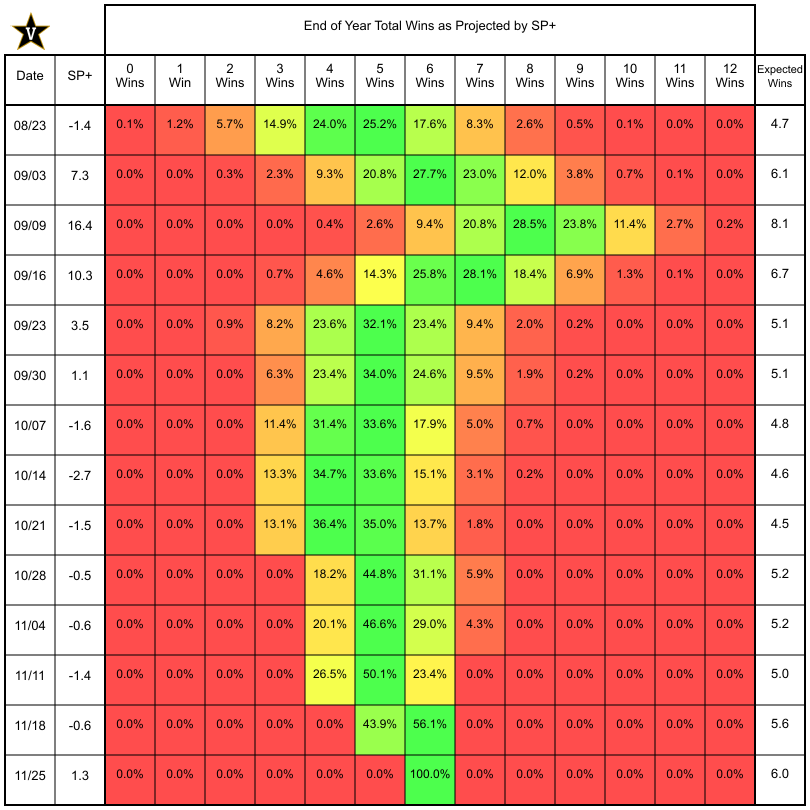 End of Year Total Wins as Projected by SP+
V
Date SP+ 0 Wins 1 Win 2 Wins 3 Wins 4 Wins 5 Wins 6 Wins 7 Wins 8 Wins 9 Wins 10 Wins 11 Wins 12 Wins Expected Wins
08/23 -1.4 0.1% 1.2% 5.7% 14.9% 24.0% 25.2% 17.6% 8.3% 2.6% 0.5% 0.1% 0.0% 0.0% 4.7
09/03 7.3 0.0% 0.0% 0.3% 2.3% 9.3% 20.8% 27.7% 23.0% 12.0% 3.8% 0.7% 0.1% 0.0% 6.1
09/09 16.4 0.0% 0.0% 0.0% 0.0% 0.4% 2.6% 9.4% 20.8% 28.5% 23.8% 11.4% 2.7% 0.2% 8.1
09/16 10.3 0.0% 0.0% 0.0% 0.7% 4.6% 14.3% 25.8% 28.1% 18.4% 6.9% 1.3% 0.1% 0.0% 6.7
09/23 3.5 0.0% 0.0% 0.9% 8.2% 23.6% 32.1% 23.4% 9.4% 2.0% 0.2% 0.0% 0.0% 0.0% 5.1
09/30 1.1 0.0% 0.0% 0.0% 6.3% 23.4% 34.0% 24.6% 9.5% 1.9% 0.2% 0.0% 0.0% 0.0% 5.1
10/07 -1.6 0.0% 0.0% 0.0% 11.4% 31.4% 33.6% 17.9% 5.0% 0.7% 0.0% 0.0% 0.0% 0.0% 4.8
10/14 -2.7 0.0% 0.0% 0.0% 13.3% 34.7% 33.6% 15.1% 3.1% 0.2% 0.0% 0.0% 0.0% 0.0% 4.6
10/21 -1.5 0.0% 0.0% 0.0% 13.1% 36.4% 35.0% 13.7% 1.8% 0.0% 0.0% 0.0% 0.0% 0.0% 4.5
10/28 -0.5 0.0% 0.0% 0.0% 0.0% 18.2% 44.8% 31.1% 5.9% 0.0% 0.0% 0.0% 0.0% 0.0% 5.2
11/04 -0.6 0.0% 0.0% 0.0% 0.0% 20.1% 46.6% 29.0% 4.3% 0.0% 0.0% 0.0% 0.0% 0.0% 5.2
11/11 -1.4 0.0% 0.0% 0.0% 0.0% 26.5% 50.1% 23.4% 0.0% 0.0% 0.0% 0.0% 0.0% 0.0% 5.0
11/18 -0.6 0.0% 0.0% 0.0% 0.0% 0.0% 43.9% 56.1% 0.0% 0.0% 0.0% 0.0% 0.0% 0.0% 5.6
11/25 1.3 0.0% 0.0% 0.0% 0.0% 0.0% 0.0% 100.0% 0.0% 0.0% 0.0% 0.0% 0.0% 0.0% 6.0